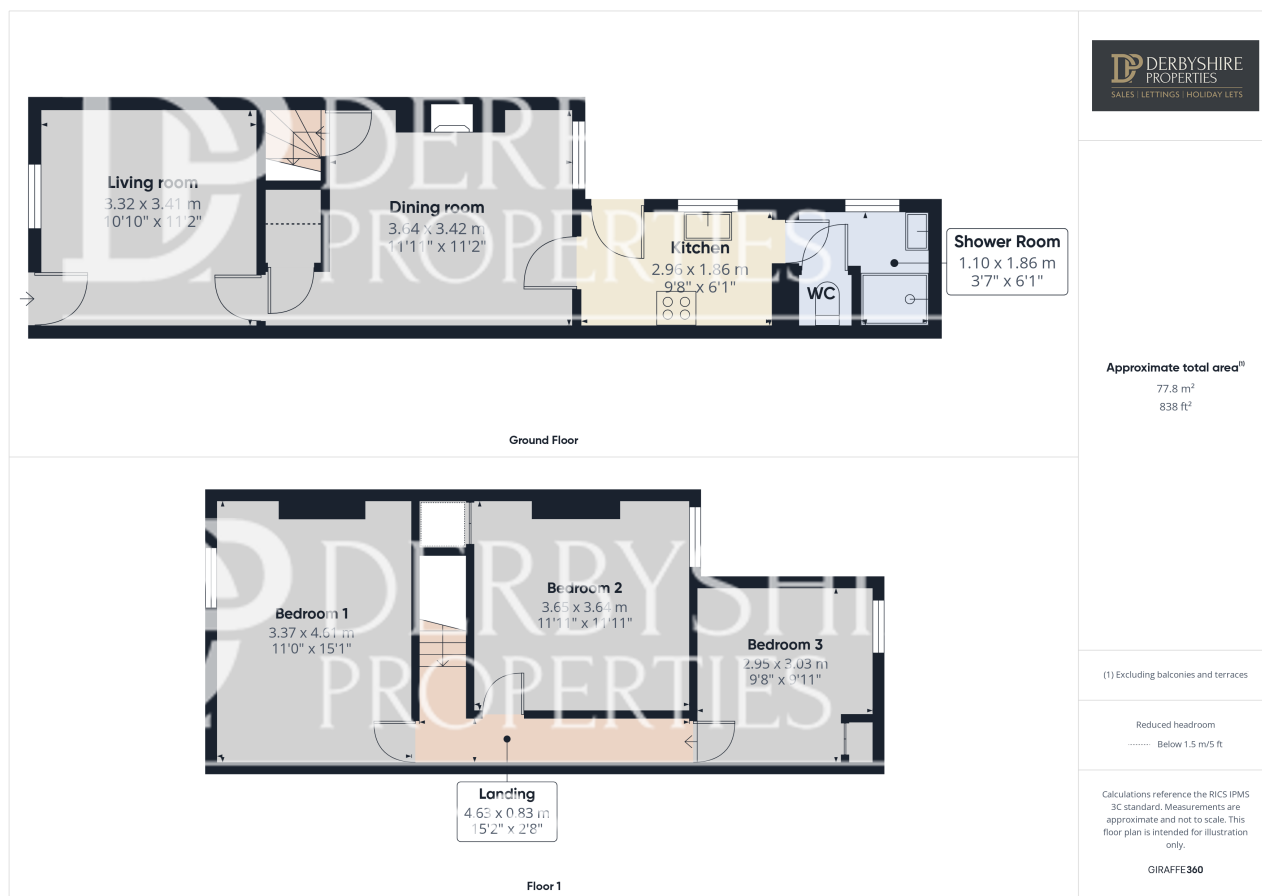 DERBYSHIRE
PROPERTIES
SALES | LETTINGS | HOLIDAY LETS
Living room
3.32 x 3.41 m
10'10" x 11'2"
Dining room
3.64 x 3.42 m
11'11" x 11'2"
Kitchen
2.96 x 1.86 m
9'8" x 6'1"
WC
Shower Room
1.10 x 1.86 m
3'7" x 6'1"
DERB
PROPERTIES
Ground Floor
Approximate total area(1)
77.8 m²
838 ft²
Bedroom 1
3.37 x 4.61 m
11'0" x 15'1"
Bedroom 2
3.65 x 3.64 m
11'11" x 11'11"
Bedroom 3
2.95 x 3.03 m
9'8" x 9'11"
Landing
4.63 x 0.83 m
15'2" x 2'8"
DERBYSHI
PROPERTIES
Floor 1
(1) Excluding balconies and terraces
Reduced headroom
Below 1.5 m/5 ft
Calculations reference the RICS IPMS
3C standard. Measurements are
approximate and not to scale. This
floor plan is intended for illustration
only.
GIRAFFE360